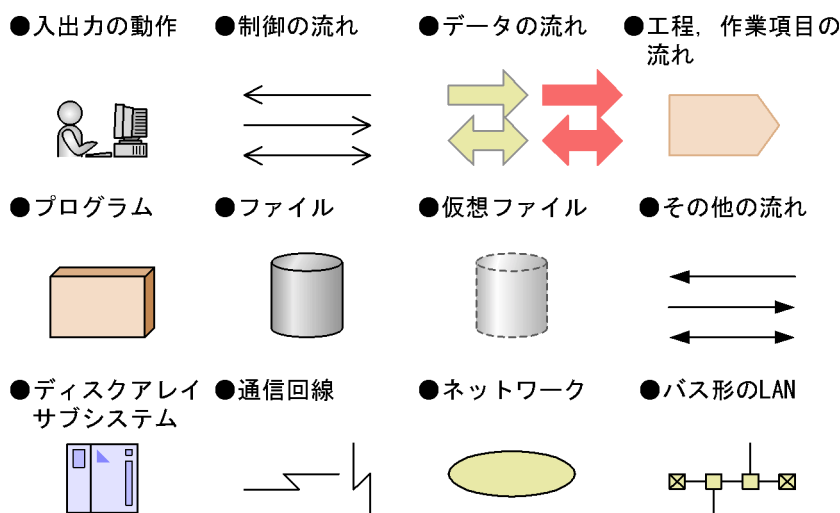 ●入出力の動作
●制御の流れ
●データの流れ
●工程，作業項目の
流れ
●プログラム
●ファイル
●仮想ファイル
●その他の流れ
●ディスクアレイ
サブシステム
●通信回線
●ネットワーク
●バス形のLAN